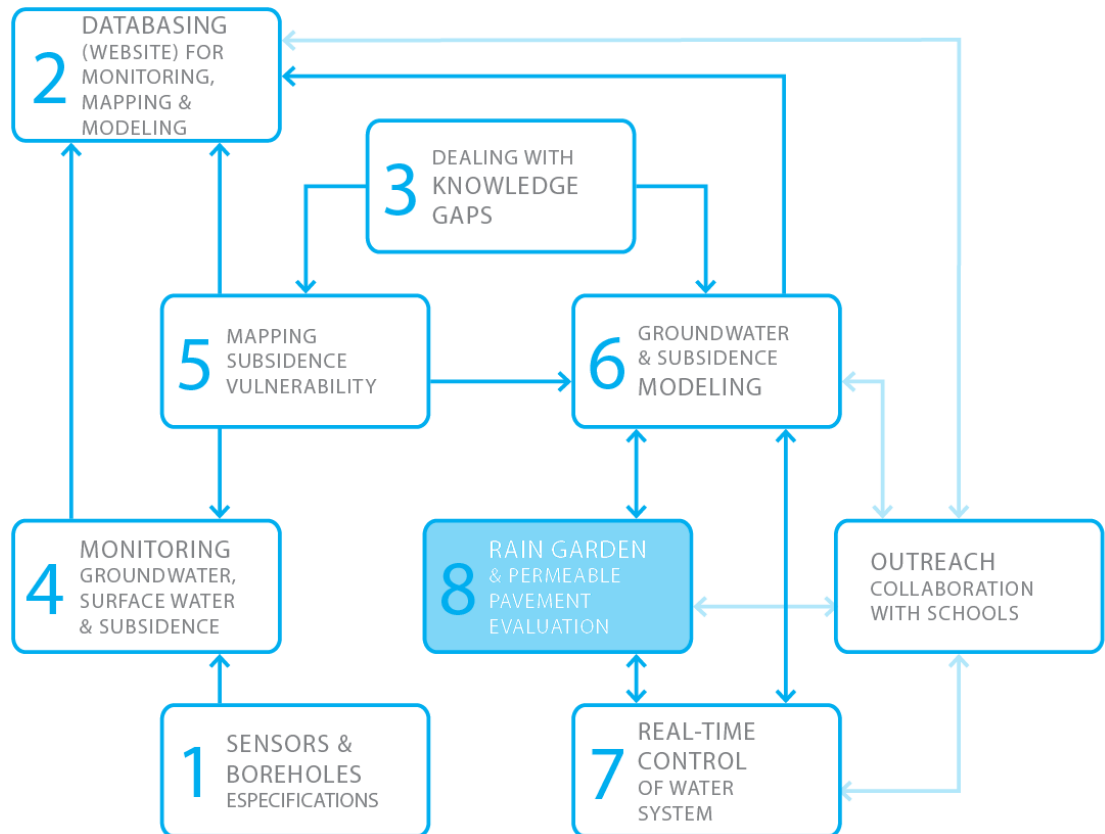 2
DATABASING
(WEBSITE) FOR
MONITORING,
MAPPING &
MODELING
3
DEALING WITH
KNOWLEDGE
GAPS
5
MAPPING
SUBSIDENCE
VULNERABILITY
6
GROUNDWATER
& SUBSIDENCE
MODELING
4
MONITORING
GROUNDWATER,
SURFACE WATER
& SUBSIDENCE
8
RAIN GARDEN
& PERMEABLE
PAVEMENT
EVALUATION
OUTREACH
COLLABORATION
WITH SCHOOLS
1
SENSORS &
BOREHOLES
ESPECIFICATIONS
7
REAL-TIME
CONTROL
OF WATER
SYSTEM